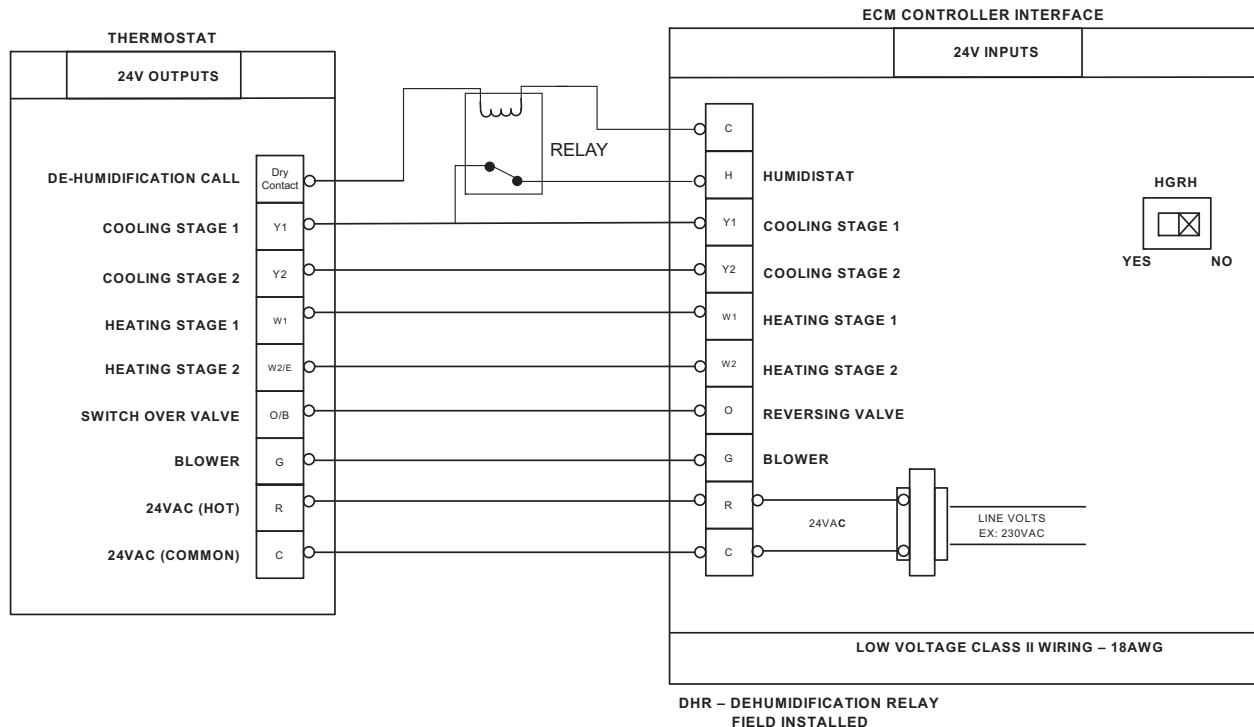 THERMOSTAT
24V OUTPUTS
DE-HUMIDIFICATION CALL
Dry
Contact
COOLING STAGE 1
Y1
COOLING STAGE 2
Y2
HEATING STAGE 1
W1
HEATING STAGE 2
W2/E
SWITCH OVER VALVE
O/B
BLOWER
G
24VAC (HOT)
R
24VAC (COMMON)
C
RELAY
ECM CONTROLLER INTERFACE
24V INPUTS
C
H
HUMIDISTAT
Y1
COOLING STAGE 1
Y2
COOLING STAGE 2
W1
HEATING STAGE 1
W2
HEATING STAGE 2
O
REVERSING VALVE
G
BLOWER
R
C
24VAC
LINE VOLTS
EX: 230VAC
HGRH
YES NO
LOW VOLTAGE CLASS II WIRING – 18AWG
DHR – DEHUMIDIFICATION RELAY
FIELD INSTALLED